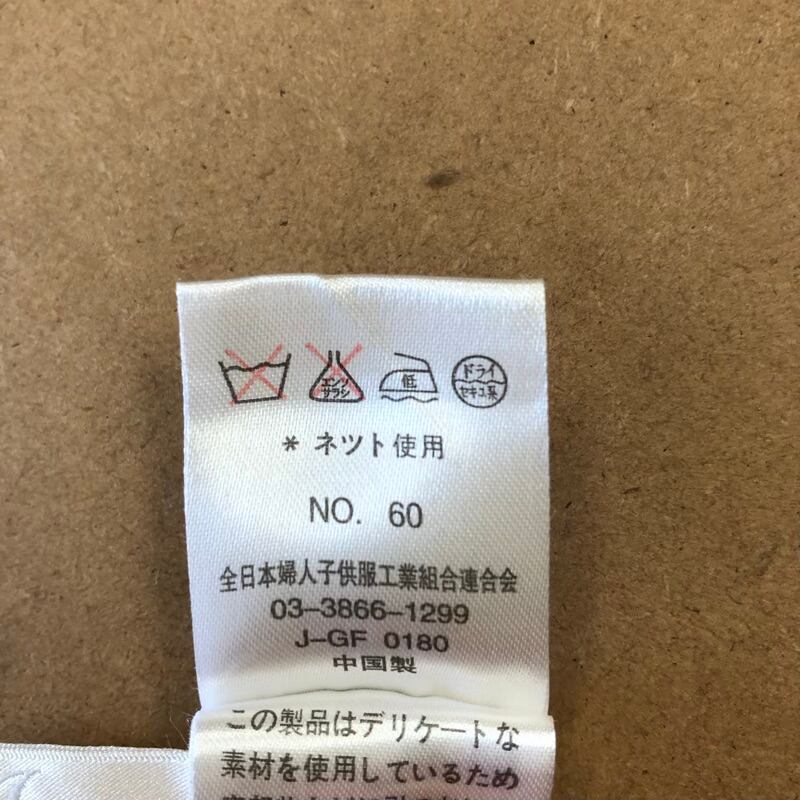 エンソ
サラシ
低
ドライ
セキユ系
* ネツト使用
NO. 60
全日本婦人子供服工業組合連合会
03-3866-1299
J-GF 0180
中国製
この製品はデリケートな
素材を使用しているため